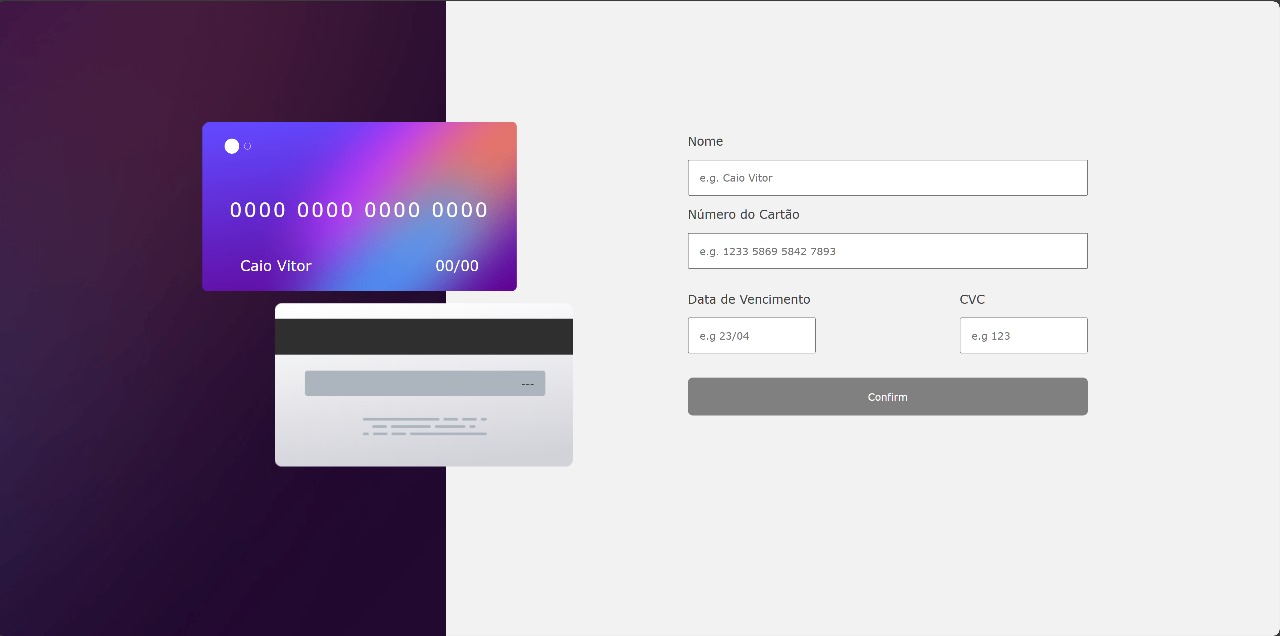 0000 0000 0000 0000
Caio Vitor 00/00
---
Nome
e.g. Caio Vitor
Número do Cartão
e.g. 1233 5869 5842 7893
Data de Vencimento CVC
e.g 23/04 e.g 123
Confirm